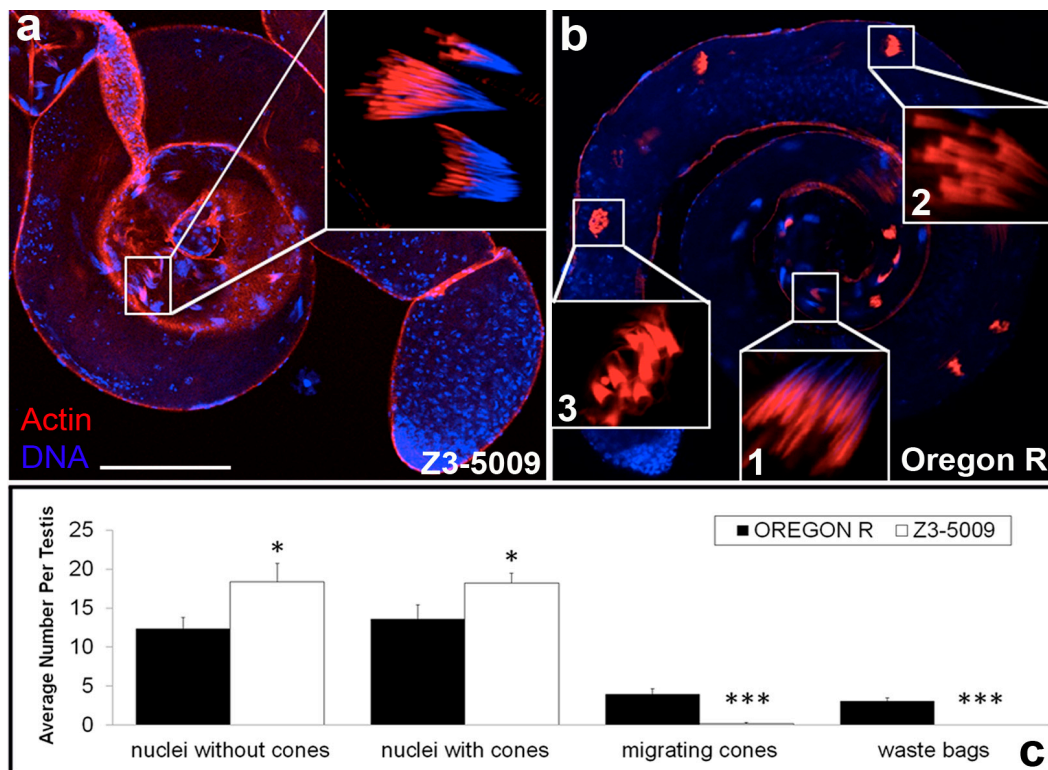 a
b
2
3
1
Actin
DNA
Z3-5009
Oregon R
Average Number Per Testis
25
20
15
10
5
0
OREGON R
Z3-5009
*
*
***
***
nuclei without cones
nuclei with cones
migrating cones
waste bags
c